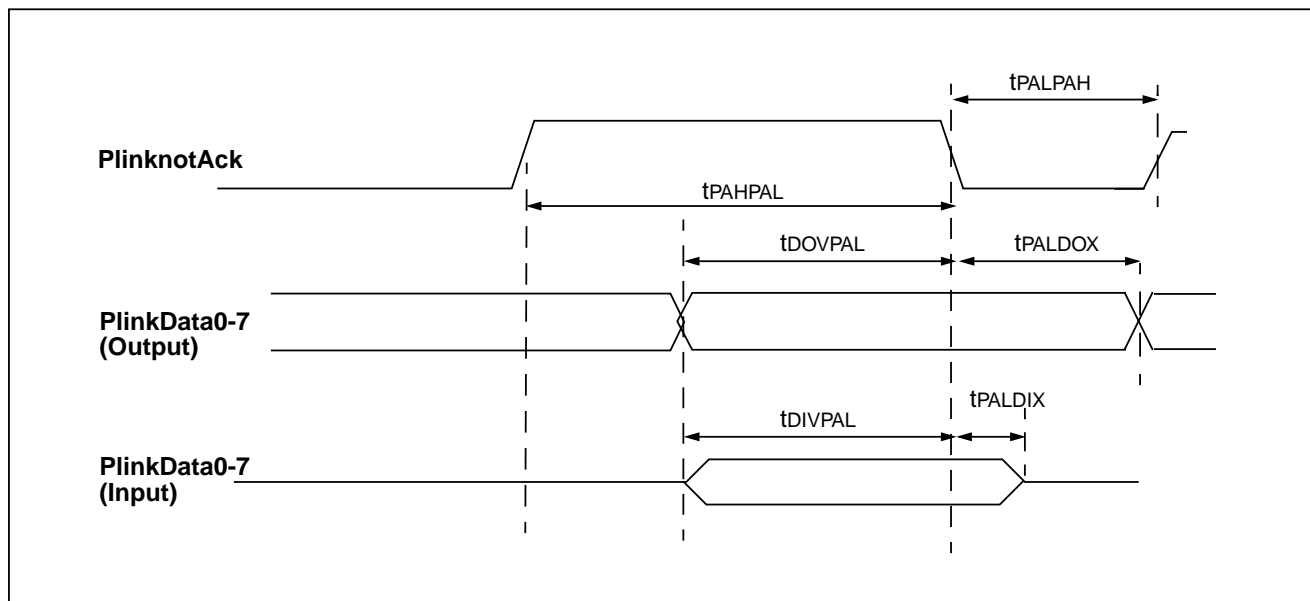 tPALPAH
PlinknotAck
tPAHPAL
tDOVPAL
tPALDOX
PlinkData0-7
(Output)
tPALDIX
tDIVPAL
PlinkData0-7
(Input)